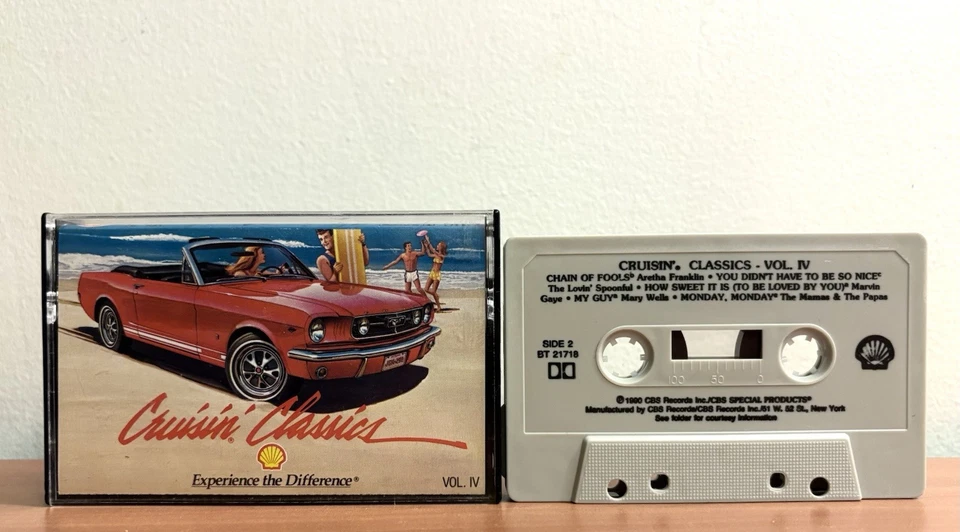 Cruisin'® Classics
Experience the Difference®
VOL. IV
CRUISIN'® CLASSICS - VOL. IV
CHAIN OF FOOLS® Aretha Franklin • YOU DIDN'T HAVE TO BE SO NICE®
The Lovin' Spoonful • HOW SWEET IT IS (TO BE LOVED BY YOU)® Marvin
Gaye • MY GUY® Mary Wells • MONDAY, MONDAY® The Mamas & The Papas
SIDE 2
BT 21718
100 50 0
℗1990 CBS Records Inc./CBS SPECIAL PRODUCTS®
Manufactured by CBS Records/CBS Records Inc./51 W. 52 St., New York
See folder for courtesy information